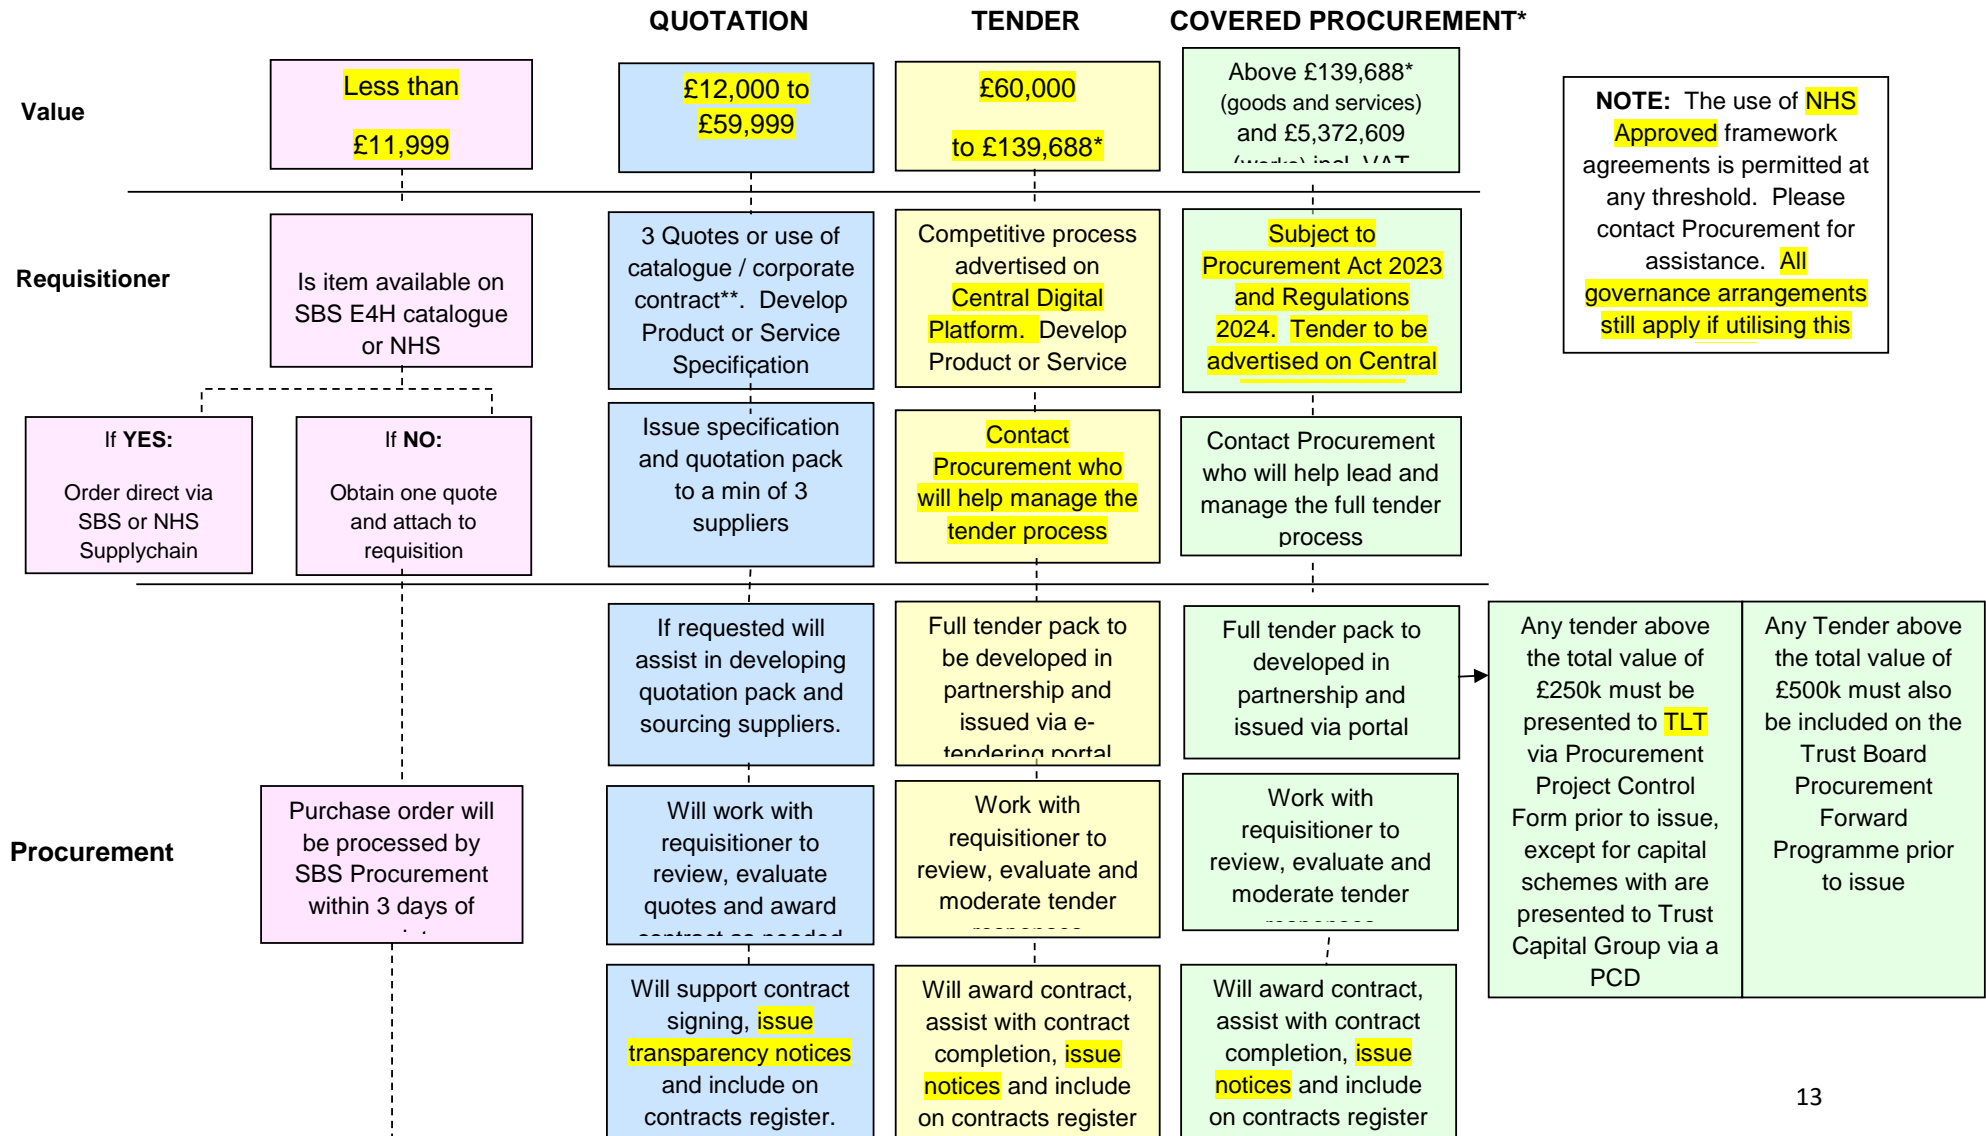 QUOTATION
TENDER
COVERED PROCUREMENT*
Value
Less than
£11,999
£12,000 to
£59,999
£60,000
to £139,688*
Above £139,688*
(goods and services)
and £5,372,609
(works) incl. VAT
NOTE: The use of NHS
Approved framework
agreements is permitted at
any threshold. Please
contact Procurement for
assistance. All
governance arrangements
still apply if utilising this
Requisitioner
Is item available on
SBS E4H catalogue
or NHS
3 Quotes or use of
catalogue / corporate
contract**. Develop
Product or Service
Specification
Competitive process
advertised on
Central Digital
Platform. Develop
Product or Service
Subject to
Procurement Act 2023
and Regulations
2024. Tender to be
advertised on Central
If YES:
Order direct via
SBS or NHS
Supplychain
If NO:
Obtain one quote
and attach to
requisition
Issue specification
and quotation pack
to a min of 3
suppliers
Contact
Procurement who
will help manage the
tender process
Contact Procurement
who will help lead and
manage the full tender
process
Procurement
Purchase order will
be processed by
SBS Procurement
within 3 days of
If requested will
assist in developing
quotation pack and
sourcing suppliers.
Full tender pack to
be developed in
partnership and
issued via e-
tendering portal
Full tender pack to
developed in
partnership and
issued via portal
Any tender above
the total value of
£250k must be
presented to TLT
via Procurement
Project Control
Form prior to issue,
except for capital
schemes with are
presented to Trust
Capital Group via a
PCD
Any Tender above
the total value of
£500k must also
be included on the
Trust Board
Procurement
Forward
Programme prior
to issue
Will work with
requisitioner to
review, evaluate
quotes and award
contract as needed
Work with
requisitioner to
review, evaluate and
moderate tender
Work with
requisitioner to
review, evaluate and
moderate tender
Will support contract
signing, issue
transparency notices
and include on
contracts register.
Will award contract,
assist with contract
completion, issue
notices and include
on contracts register
Will award contract,
assist with contract
completion, issue
notices and include
on contracts register
13